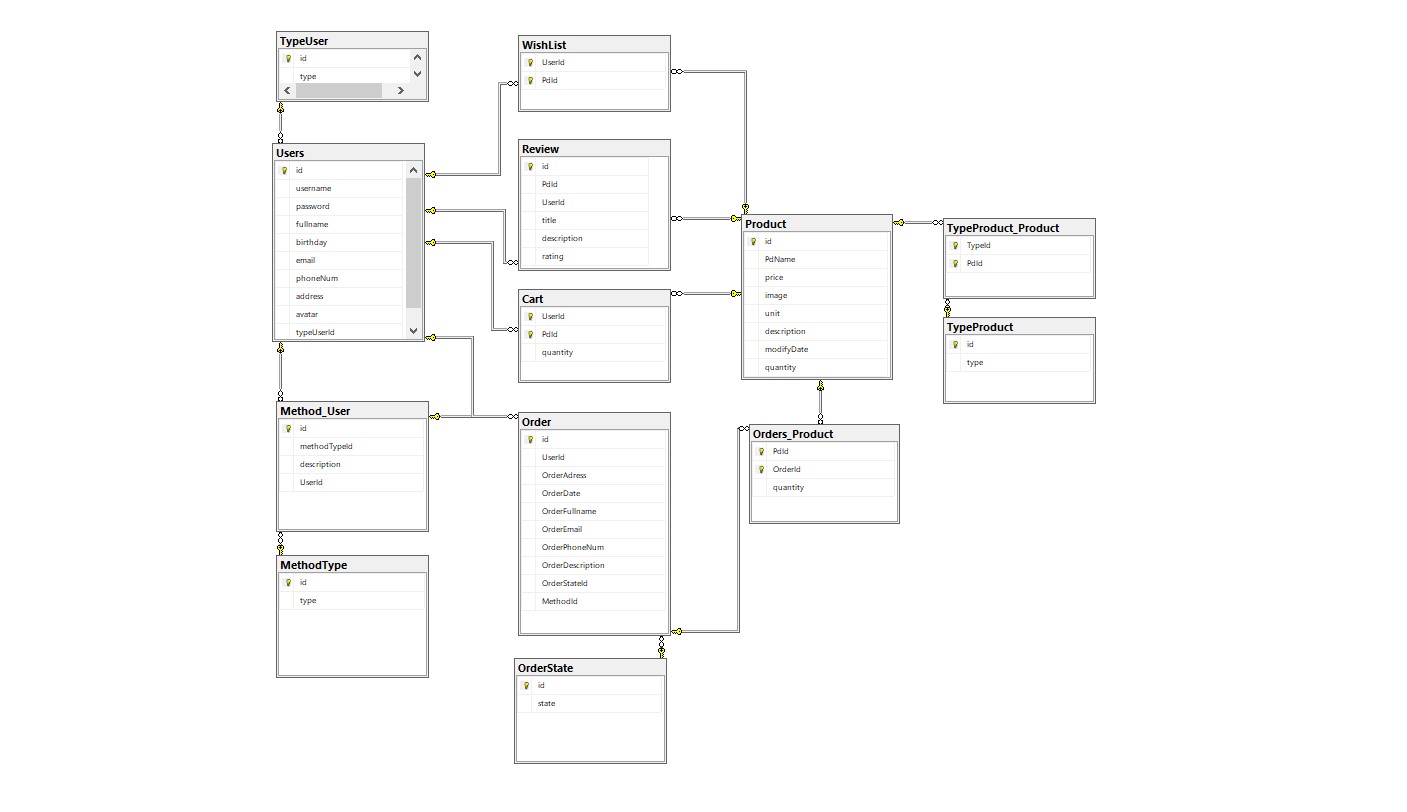 TypeUser
id
type
Users
id
username
password
fullname
birthday
email
phoneNum
address
avatar
typeUserId
Method_User
id
methodTypeId
description
UserId
MethodType
id
type
WishList
UserId
PdId
Review
id
PdId
UserId
title
description
rating
Cart
UserId
PdId
quantity
Order
id
UserId
OrderAdress
OrderDate
OrderFullname
OrderEmail
OrderPhoneNum
OrderDescription
OrderStateId
MethodId
OrderState
id
state
Product
id
PdName
price
image
unit
description
modifyDate
quantity
Orders_Product
PdId
OrderId
quantity
TypeProduct_Product
TypeId
PdId
TypeProduct
id
type